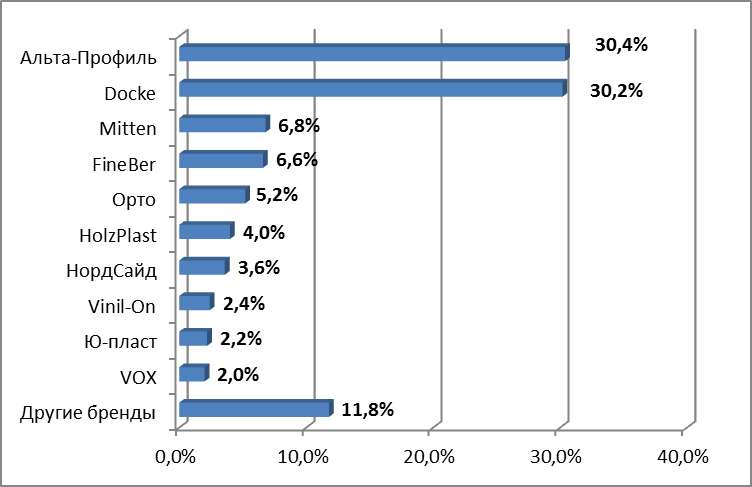 Альта-Профиль 30,4%
Docke 30,2%
Mitten 6,8%
FineBer 6,6%
Орто 5,2%
HolzPlast 4,0%
НордСайд 3,6%
Vinil-On 2,4%
Ю-пласт 2,2%
VOX 2,0%
Другие бренды 11,8%
0,0% 10,0% 20,0% 30,0% 40,0%